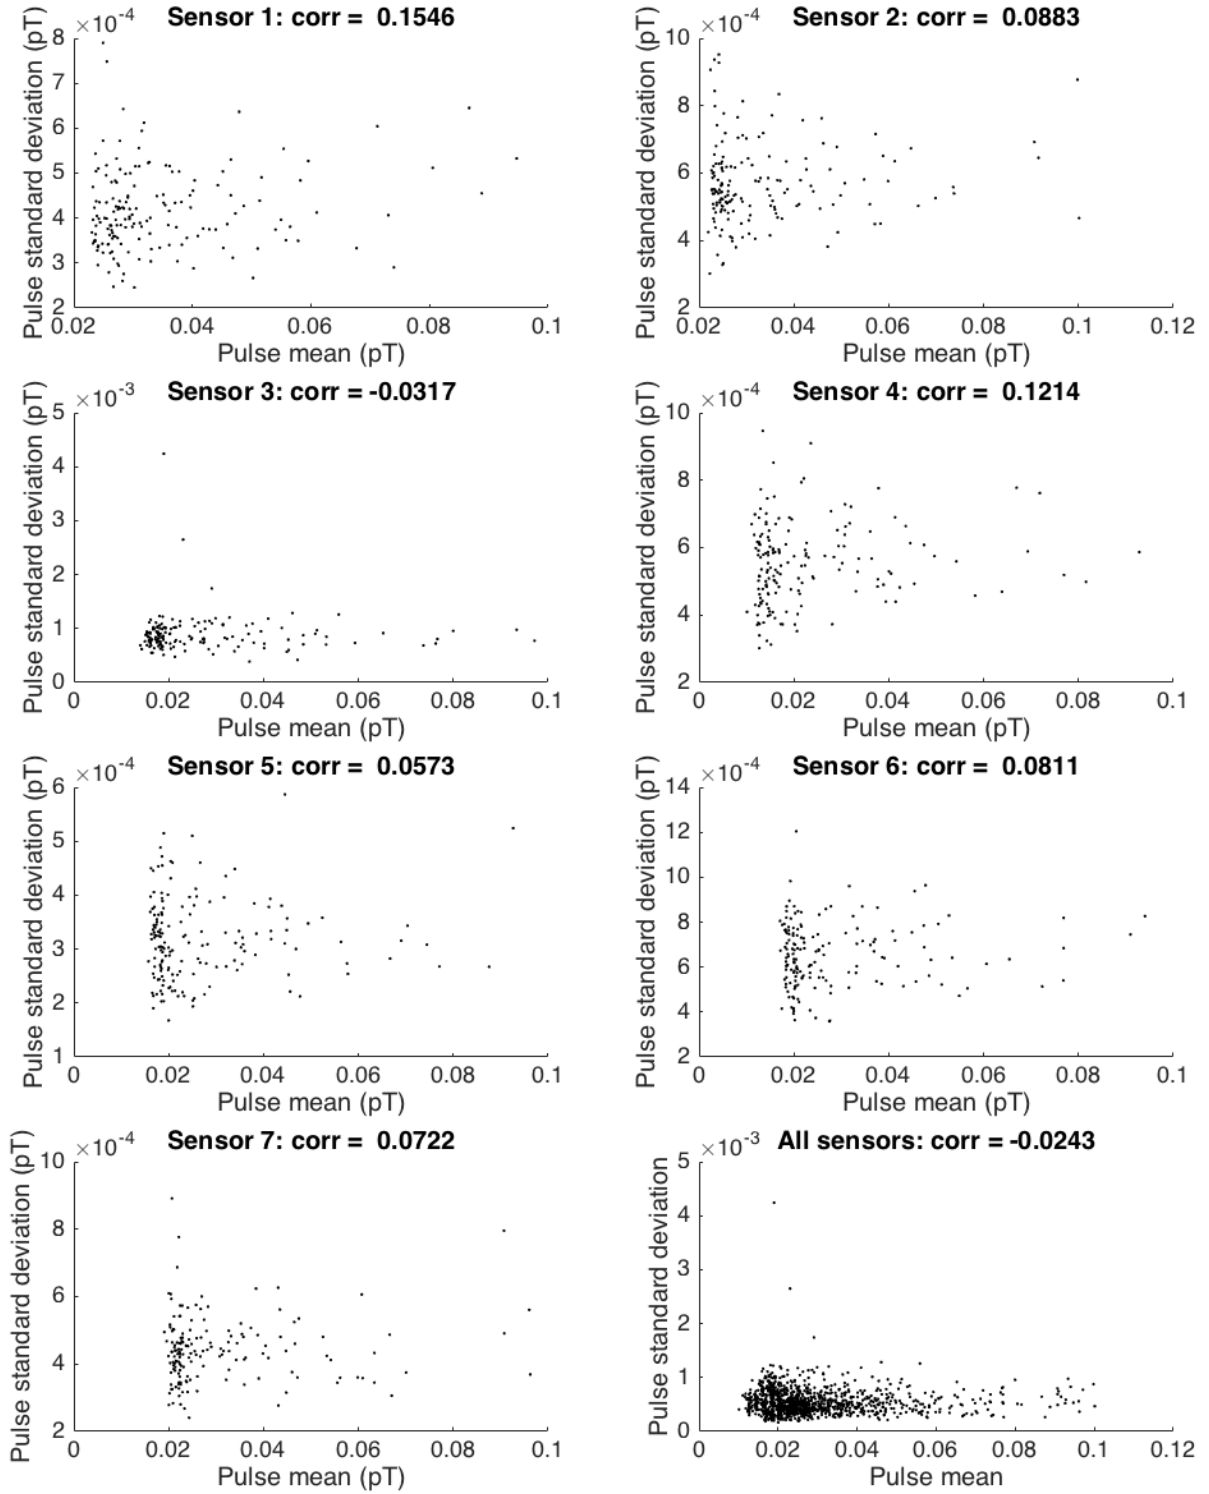 Sensor 1: corr = 0.1546
×10-4
Pulse standard deviation (pT)
8
7
6
5
4
3
2
0.02 0.04 0.06 0.08 0.1
Pulse mean (pT)
Sensor 2: corr = 0.0883
×10-4
Pulse standard deviation (pT)
10
8
6
4
2
0.02 0.04 0.06 0.08 0.1 0.12
Pulse mean (pT)
Sensor 3: corr = -0.0317
×10-3
Pulse standard deviation (pT)
5
4
3
2
1
0
0 0.02 0.04 0.06 0.08 0.1
Pulse mean (pT)
Sensor 4: corr = 0.1214
×10-4
Pulse standard deviation (pT)
10
8
6
4
2
0 0.02 0.04 0.06 0.08 0.1
Pulse mean (pT)
Sensor 5: corr = 0.0573
×10-4
Pulse standard deviation (pT)
6
5
4
3
2
1
0 0.02 0.04 0.06 0.08 0.1
Pulse mean (pT)
Sensor 6: corr = 0.0811
×10-4
Pulse standard deviation (pT)
14
12
10
8
6
4
2
0 0.02 0.04 0.06 0.08 0.1
Pulse mean (pT)
Sensor 7: corr = 0.0722
×10-4
Pulse standard deviation (pT)
10
8
6
4
2
0 0.02 0.04 0.06 0.08 0.1
Pulse mean (pT)
All sensors: corr = -0.0243
×10-3
Pulse standard deviation
5
4
3
2
1
0
0 0.02 0.04 0.06 0.08 0.1 0.12
Pulse mean